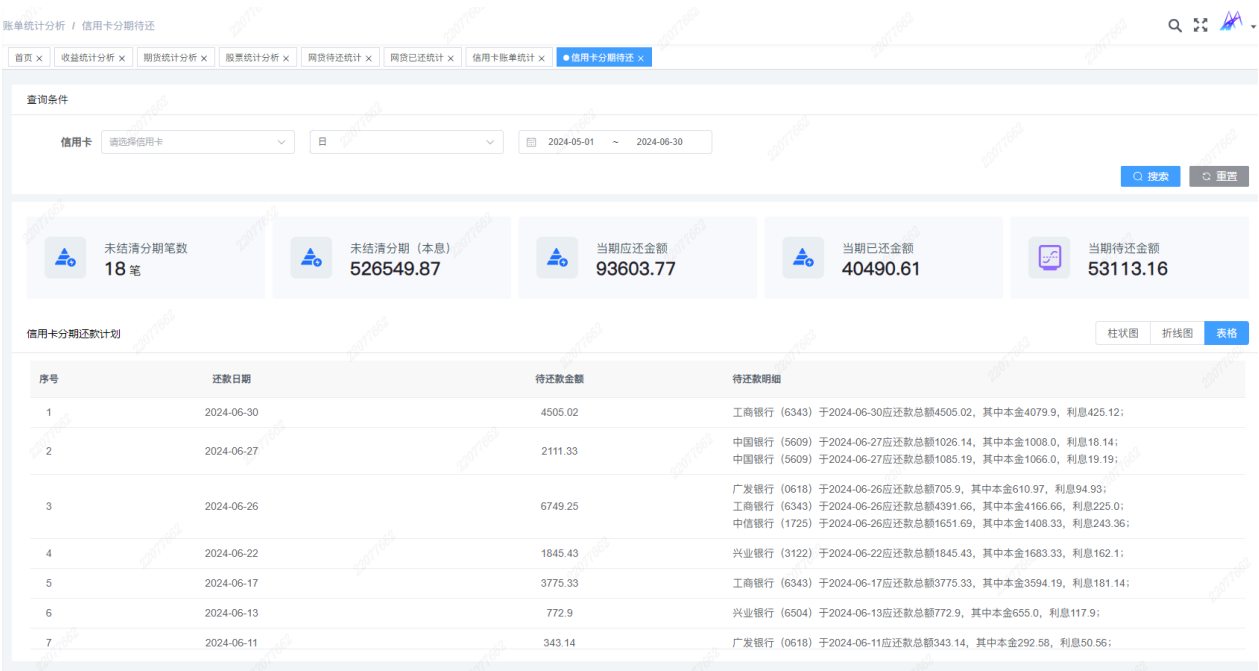 账单统计分析 / 信用卡分期待还
首页 × 收益统计分析 × 期货统计分析 × 股票统计分析 × 网贷待还统计 × 网贷已还统计 × 信用卡账单统计 × 信用卡分期待还 ×
查询条件
信用卡 请选择信用卡 日 2024-05-01 ~ 2024-06-30
搜索 重置
未结清分期笔数 未结清分期（本息） 当期应还金额 当期已还金额 当期待还金额
18 笔 526549.87 93603.77 40490.61 53113.16
信用卡分期还款计划 柱状图 折线图 表格
序号 还款日期 待还款金额 待还款明细
1 2024-06-30 4505.02 工商银行（6343）于2024-06-30应还款总额4505.02，其中本金4079.9，利息425.12；
2 2024-06-27 2111.33 中国银行（5609）于2024-06-27应还款总额1026.14，其中本金1008.0，利息18.14；
中国银行（5609）于2024-06-27应还款总额1085.19，其中本金1066.0，利息19.19；
3 2024-06-26 6749.25 广发银行（0618）于2024-06-26应还款总额705.9，其中本金610.97，利息94.93；
工商银行（6343）于2024-06-26应还款总额4391.66，其中本金4166.66，利息225.0；
中信银行（1725）于2024-06-26应还款总额1651.69，其中本金1408.33，利息243.36；
4 2024-06-22 1845.43 兴业银行（3122）于2024-06-22应还款总额1845.43，其中本金1683.33，利息162.1；
5 2024-06-17 3775.33 工商银行（6343）于2024-06-17应还款总额3775.33，其中本金3594.19，利息181.14；
6 2024-06-13 772.9 兴业银行（6504）于2024-06-13应还款总额772.9，其中本金655.0，利息117.9；
7 2024-06-11 343.14 广发银行（0618）于2024-06-11应还款总额343.14，其中本金292.58，利息50.56；
22077662